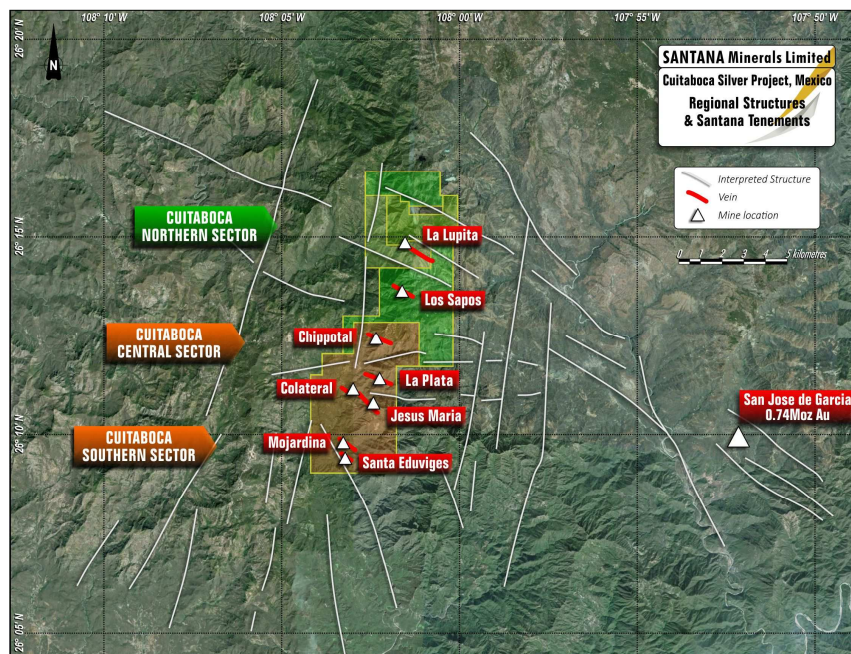 108° 10' W
108° 05' W
108° 00' W
107° 55' W
107° 50' W
26° 20' N
N
SANTANA Minerals Limited
Cuitaboca Silver Project, Mexico
Regional Structures
& Santana Tenements
Interpreted Structure
Vein
Mine location
CUITABOCA
NORTHERN SECTOR
26° 15' N
La Lupita
0 1 2 3 4 5 kilometres
Los Sapos
CUITABOCA
CENTRAL SECTOR
Chippotal
La Plata
Colateral
Jesus Maria
San Jose de Garcia
0.74Moz Au
26° 10' N
CUITABOCA
SOUTHERN SECTOR
Mojardina
Santa Eduviges
26° 05' N